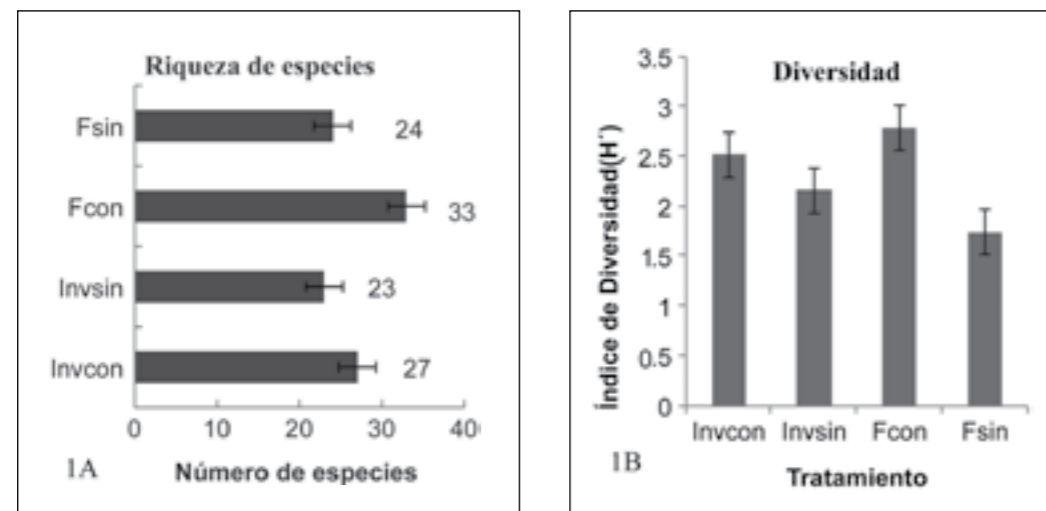 Riqueza de especies
Fsin
24
Fcon
33
Invsin
23
Invcon
27
0 10 20 30 40
1A
Número de especies
Diversidad
Índice de Diversidad(H´)
3.5
3
2.5
2
1.5
1
0.5
0
Invcon Invsin Fcon Fsin
1B
Tratamiento